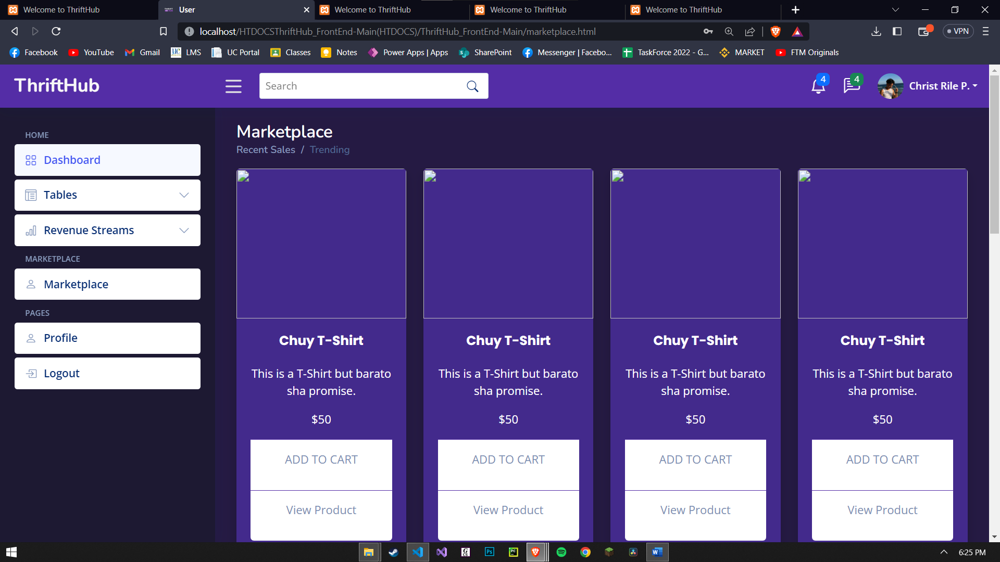 Welcome to ThriftHub
User
Welcome to ThriftHub
Welcome to ThriftHub
Welcome to ThriftHub
localhost/HTDOCSThriftHub_FrontEnd-Main(HTDOCS)/ThriftHub_FrontEnd-Main/marketplace.html
VPN
Facebook
YouTube
Gmail
LMS
UC Portal
Classes
Notes
Power Apps | Apps
SharePoint
Messenger | Facebo...
TaskForce 2022 - G...
MARKET
FTM Originals
ThriftHub
Search
4
4
Christ Rile P.
HOME
Dashboard
Tables
Revenue Streams
MARKETPLACE
Marketplace
PAGES
Profile
Logout
Marketplace
Recent Sales / Trending
Chuy T-Shirt
This is a T-Shirt but barato
sha promise.
$50
ADD TO CART
View Product
Chuy T-Shirt
This is a T-Shirt but barato
sha promise.
$50
ADD TO CART
View Product
Chuy T-Shirt
This is a T-Shirt but barato
sha promise.
$50
ADD TO CART
View Product
Chuy T-Shirt
This is a T-Shirt but barato
sha promise.
$50
ADD TO CART
View Product
6:25 PM